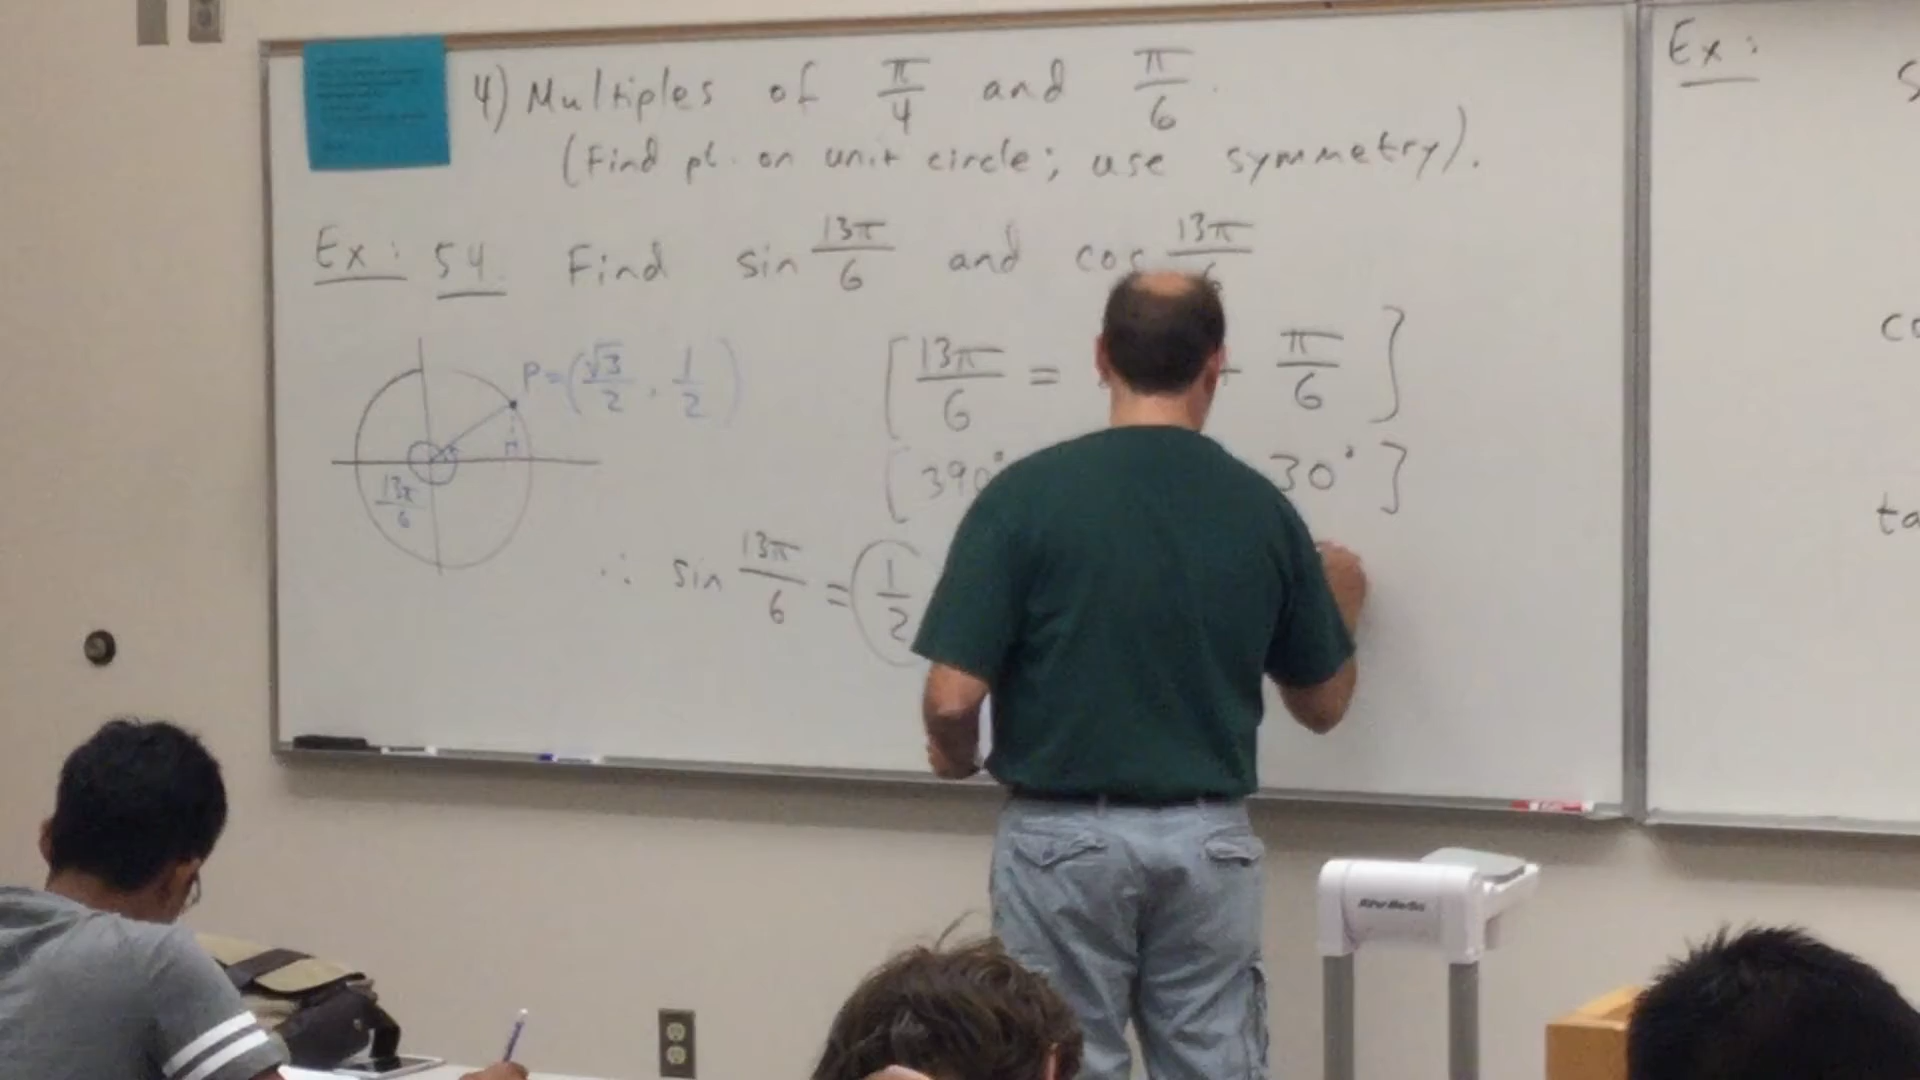 4) Multiples of π/4 and π/6.
(Find pt. on unit circle; use symmetry).
Ex: 54. Find sin 13π/6 and cos 13π/6
P=(√3/2, 1/2)
13π/6
[13π/6 = + π/6]
[390° 30°]
∴ sin 13π/6 = 1/2
Ex:
S
co
ta